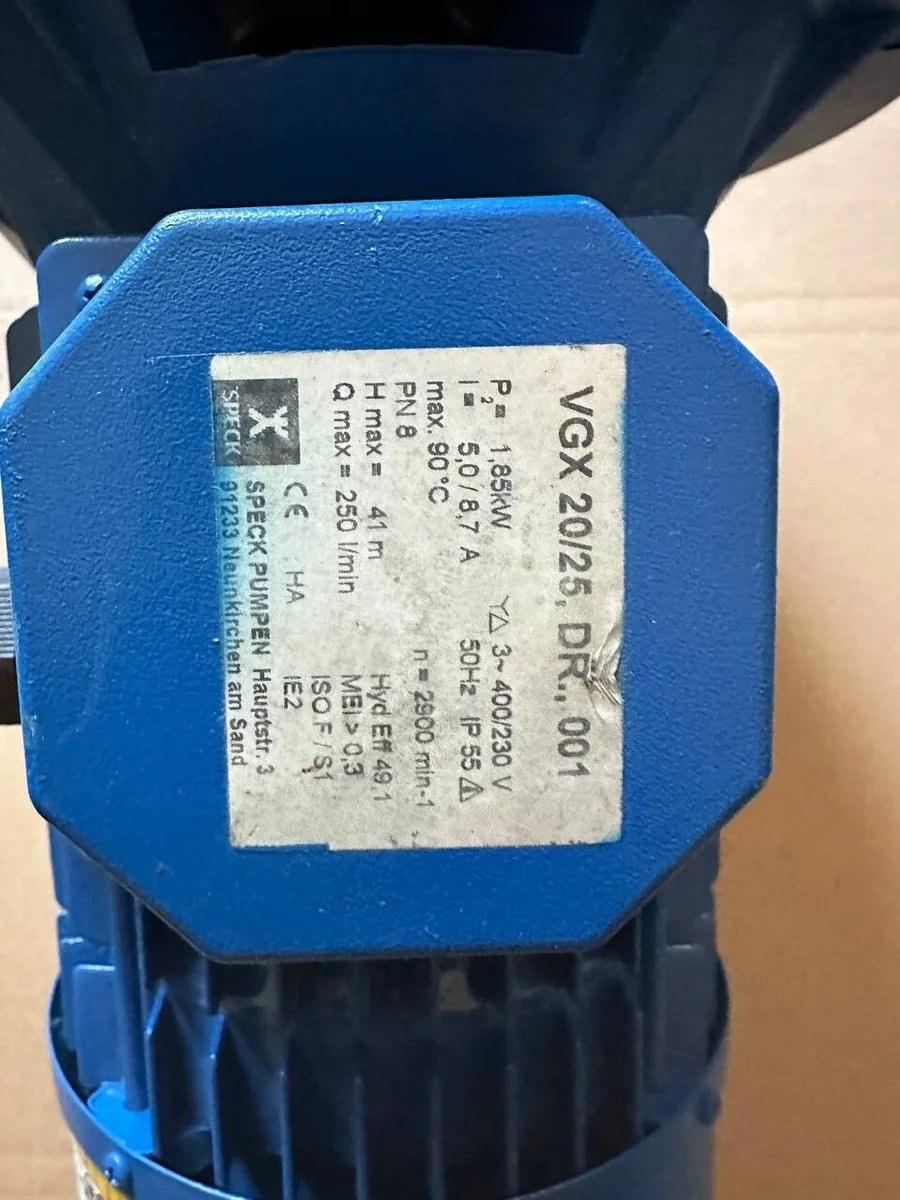 VGX 20/25, DR., 001
P2= 1,85kW Y△ 3~ 400/230 V
I = 5,0 / 8,7 A 50Hz IP 55
max. 90°C n = 2900 min-1
PN 8 Hyd Eff 49,1
H max = 41 m MEI > 0,3
Q max = 250 l/min ISO.F / S1
CE HA IE2
SPECK PUMPEN Hauptstr. 3
91233 Neunkirchen am Sand
SPECK